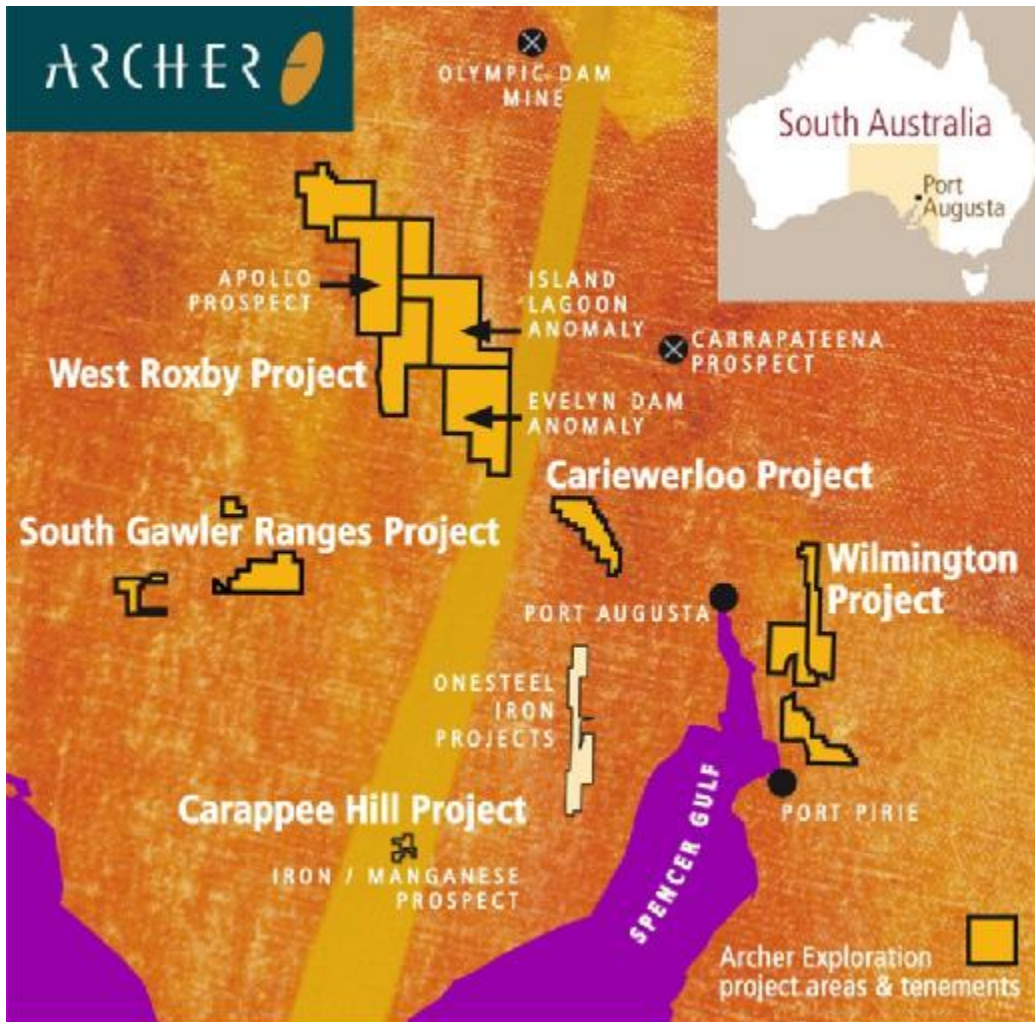 ARCHER
OLYMPIC DAM
MINE
South Australia
Port
Augusta
APOLLO
PROSPECT
ISLAND
LAGOON
ANOMALY
CARRAPATEENA
PROSPECT
West Roxby Project
EVELYN DAM
ANOMALY
Cariewerloo Project
South Gawler Ranges Project
Wilmington
Project
PORT AUGUSTA
ONESTEEL
IRON
PROJECTS
SPENCER GULF
Carappee Hill Project
PORT PIRIE
IRON / MANGANESE
PROSPECT
Archer Exploration
project areas & tenements